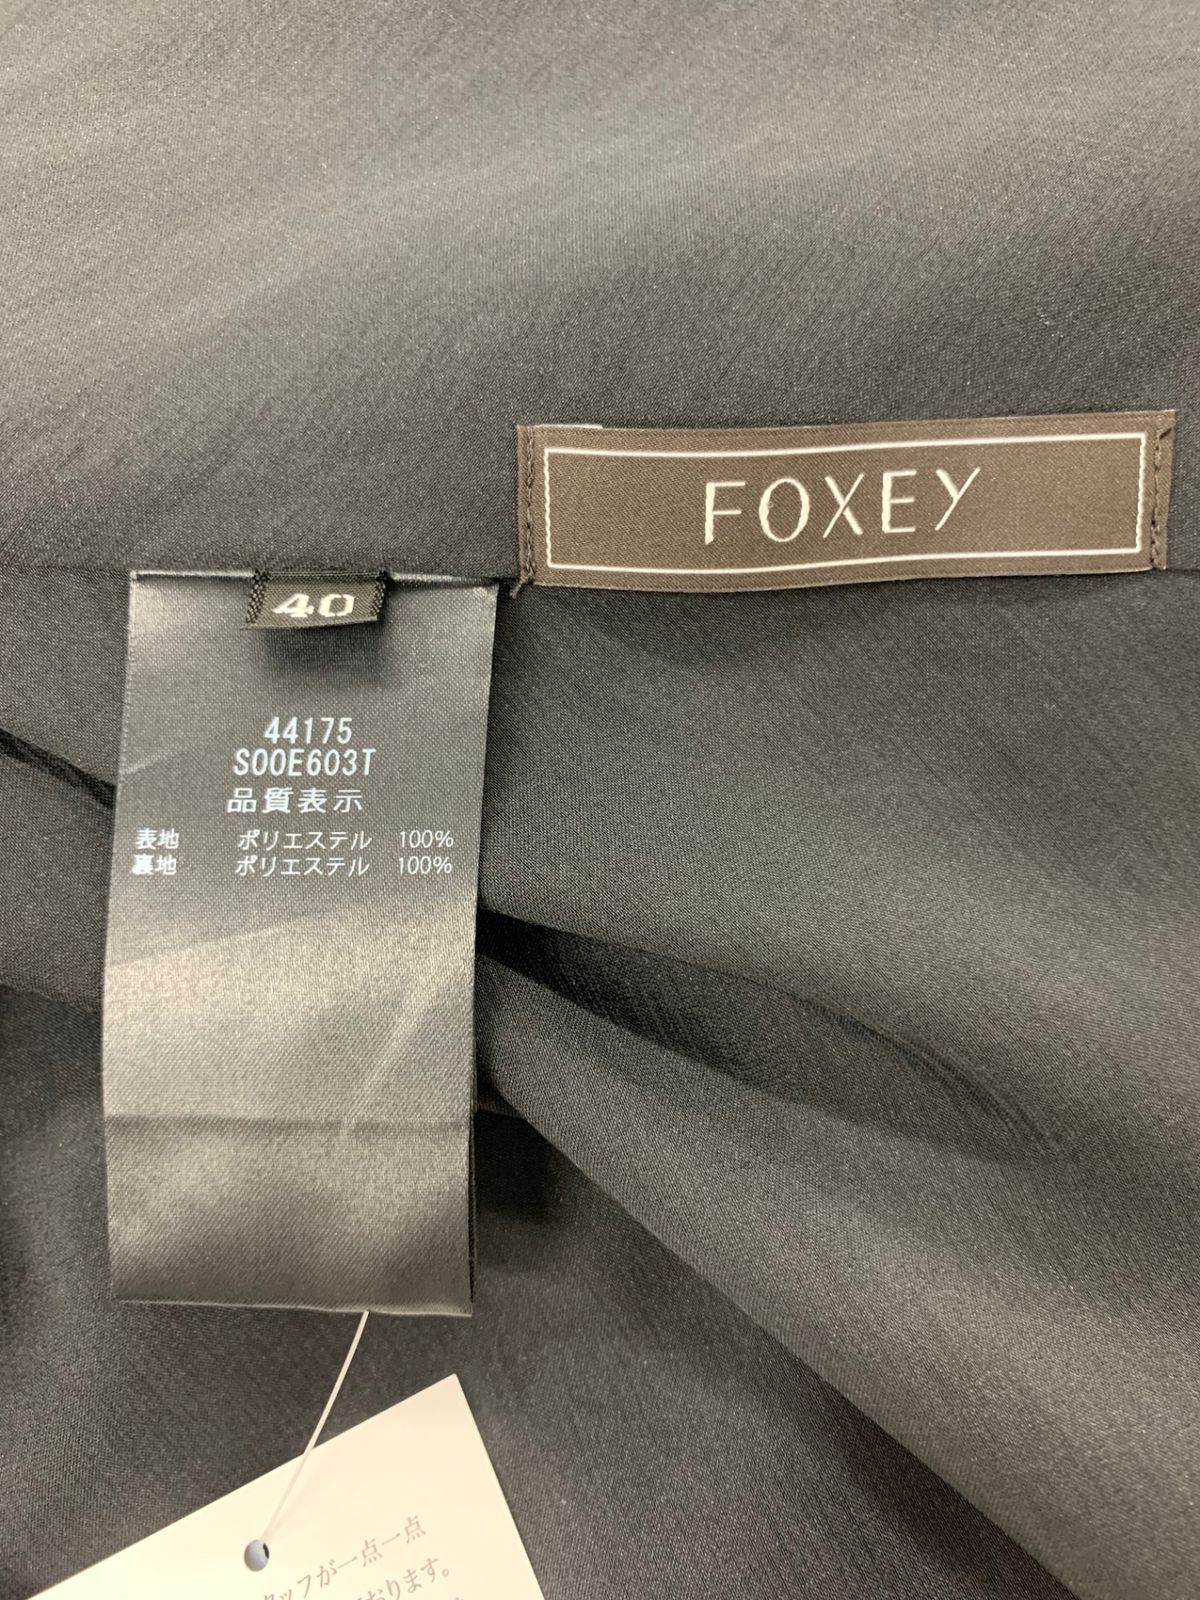 FOXEY
40
44175
S00E603T
品質表示
表地 ポリエステル 100%
裏地 ポリエステル 100%
タッフが一点一点
おります。